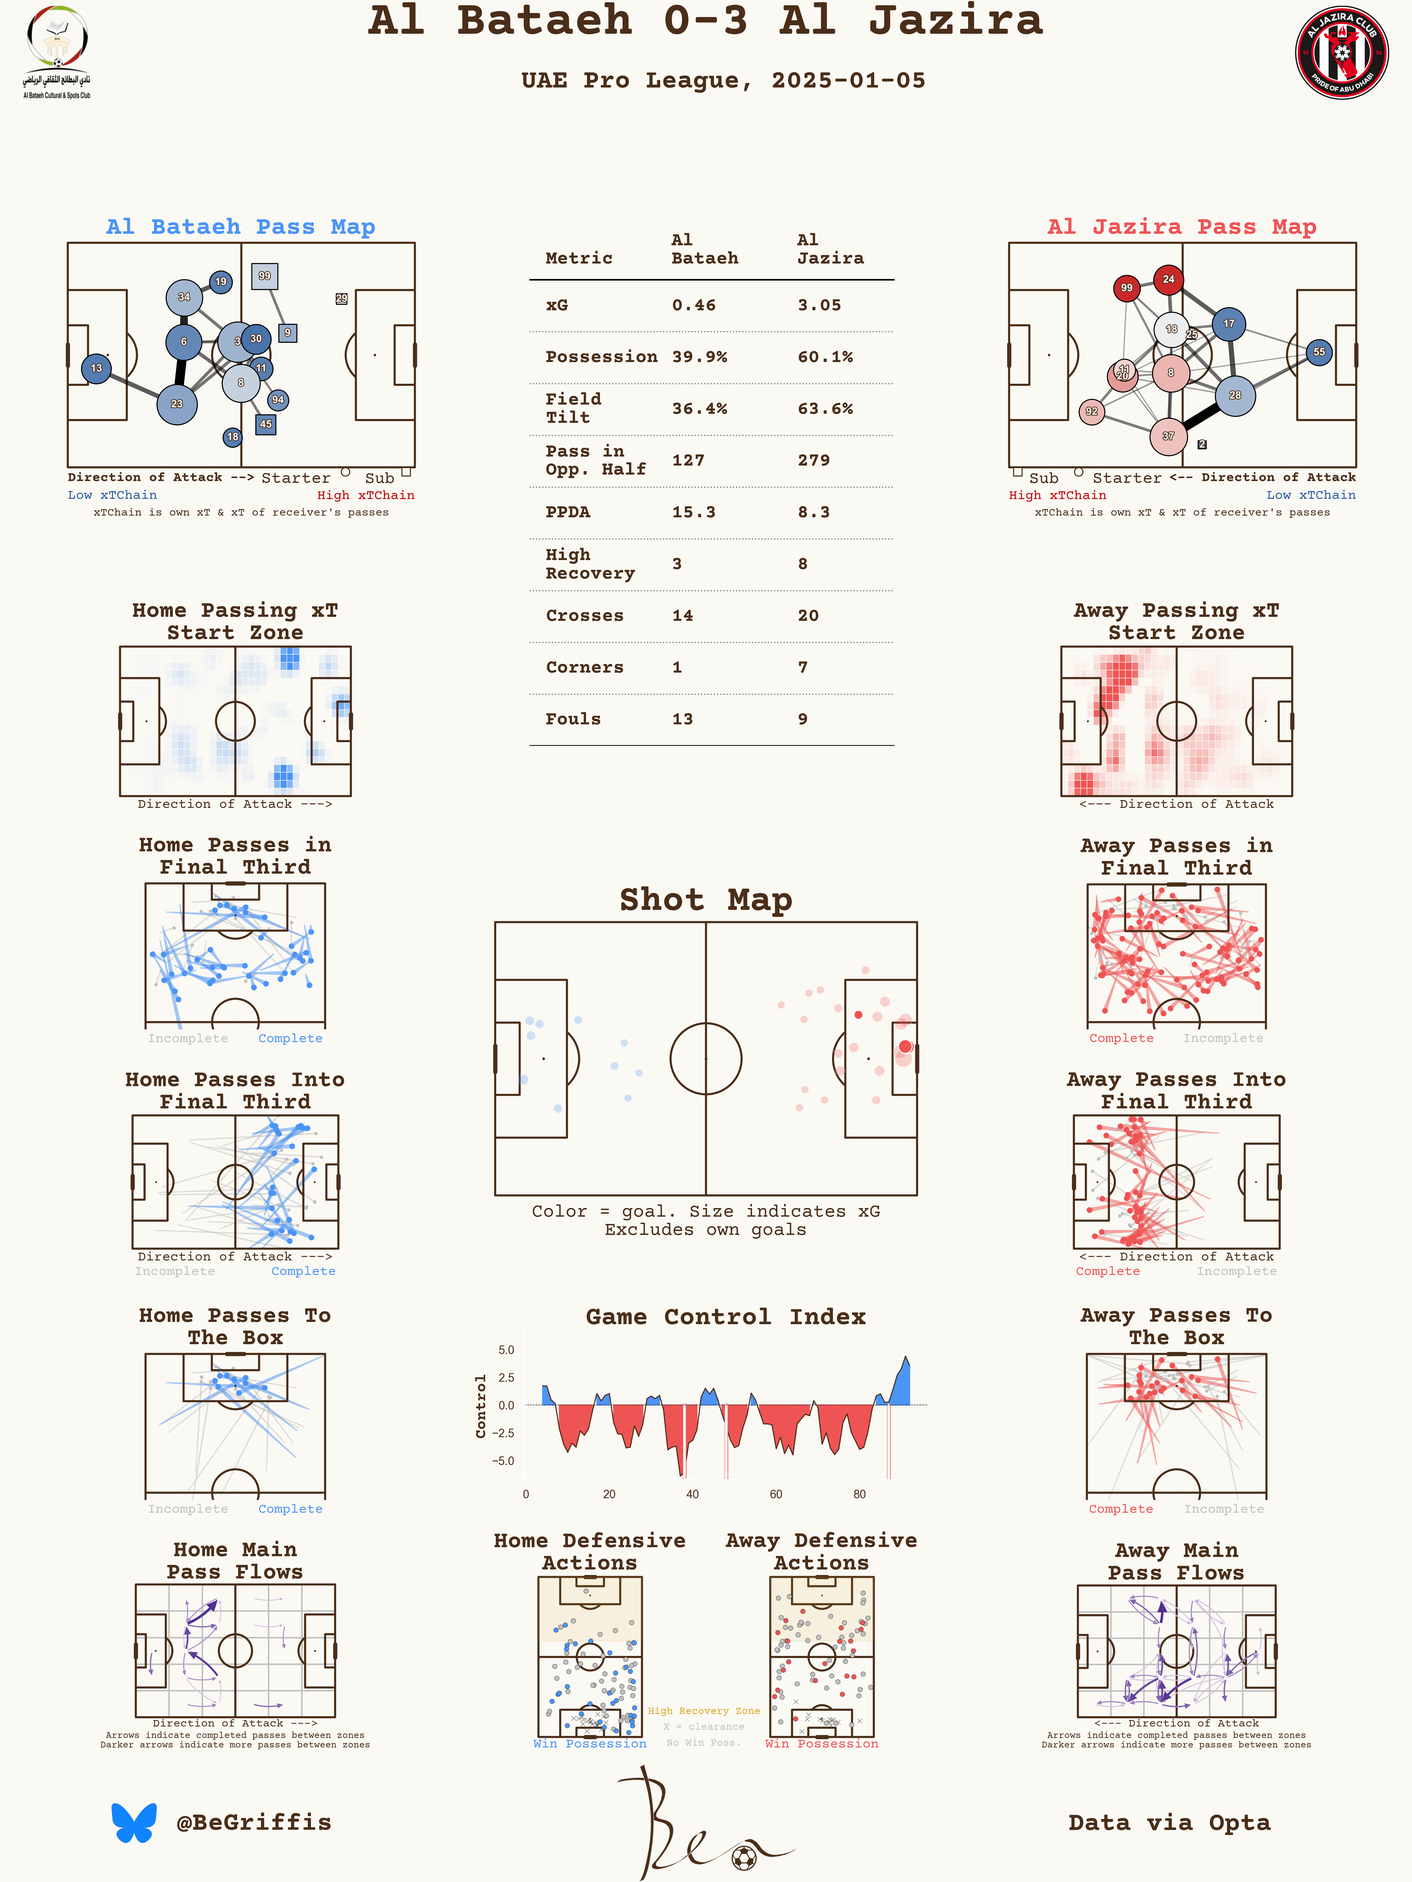 Al Bataeh 0-3 Al Jazira
UAE Pro League, 2025-01-05
نادي البطائح الثقافي الرياضي
Al Bataeh Cultural & Spots Club
AL JAZIRA CLUB
19 74
PRIDE OF ABU DHABI
Al Bataeh Pass Map
19
99
34
29
9
6
3
30
13
11
8
23
94
45
18
Direction of Attack --> Starter Sub
Low xTChain High xTChain
xTChain is own xT & xT of receiver's passes
Metric Al Bataeh Al Jazira
xG 0.46 3.05
Possession 39.9% 60.1%
Field Tilt 36.4% 63.6%
Pass in Opp. Half 127 279
PPDA 15.3 8.3
High Recovery 3 8
Crosses 14 20
Corners 1 7
Fouls 13 9
Al Jazira Pass Map
24
99
18
25
17
55
11
20
8
28
92
37
2
Sub Starter <-- Direction of Attack
High xTChain Low xTChain
xTChain is own xT & xT of receiver's passes
Home Passing xT
Start Zone
Direction of Attack --->
Away Passing xT
Start Zone
<--- Direction of Attack
Home Passes in
Final Third
Incomplete Complete
Away Passes in
Final Third
Complete Incomplete
Shot Map
Color = goal. Size indicates xG
Excludes own goals
Home Passes Into
Final Third
Direction of Attack --->
Incomplete Complete
Away Passes Into
Final Third
<--- Direction of Attack
Complete Incomplete
Home Passes To
The Box
Incomplete Complete
Game Control Index
Control
5.0
2.5
0.0
−2.5
−5.0
0 20 40 60 80
Away Passes To
The Box
Complete Incomplete
Home Main
Pass Flows
Direction of Attack --->
Arrows indicate completed passes between zones
Darker arrows indicate more passes between zones
Home Defensive
Actions
Win Possession
Away Defensive
Actions
Win Possession
High Recovery Zone
X = clearance
No Win Poss.
Away Main
Pass Flows
<--- Direction of Attack
Arrows indicate completed passes between zones
Darker arrows indicate more passes between zones
@BeGriffis
Ben
Data via Opta